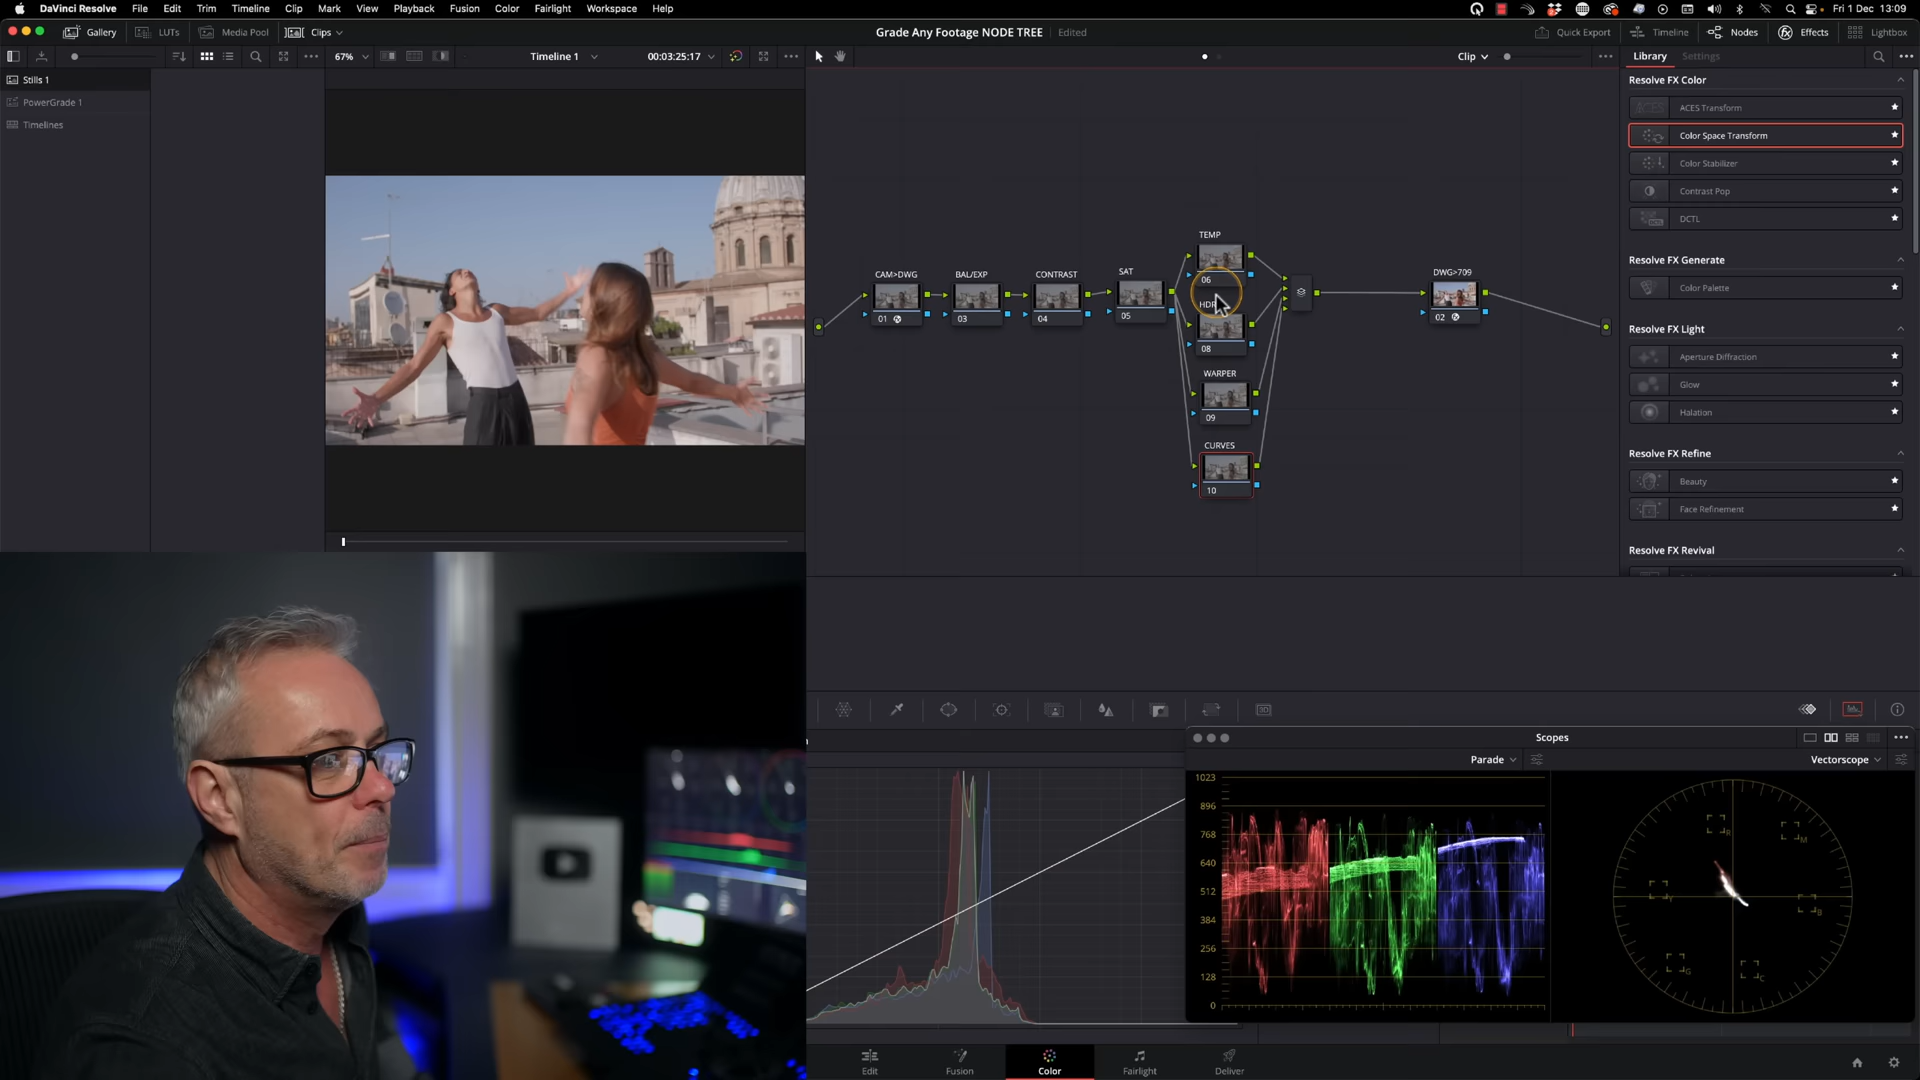 DaVinci Resolve File Edit Trim Timeline Clip Mark View Playback Fusion Color Fairlight Workspace Help Fri 1 Dec 13:09
Gallery LUTs Media Pool Clips Grade Any Footage NODE TREE Edited Quick Export Timeline Nodes Effects Lightbox
67% Timeline 1 00:03:25:17 Clip Library Settings
Stills 1
PowerGrade 1
Timelines
Resolve FX Color
ACES Transform
Color Space Transform
Color Stabilizer
Contrast Pop
DCTL
Resolve FX Generate
Color Palette
Resolve FX Light
Aperture Diffraction
Glow
Halation
Resolve FX Refine
Beauty
Face Refinement
Resolve FX Revival
CAM>DWG
01
BAL/EXP
03
CONTRAST
04
SAT
05
TEMP
06
HDR
08
WARPER
09
CURVES
10
DWG>709
02
Scopes
Parade Vectorscope
1023
896
768
640
512
384
256
128
0
R
M
Y
B
G
C
Edit Fusion Color Fairlight Deliver